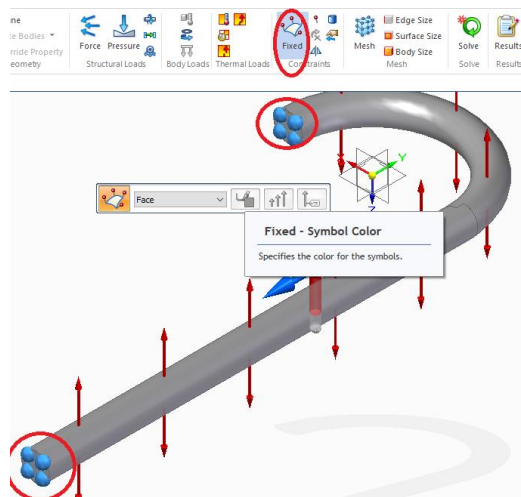 ne
e Bodies
rride Property
eometry
Force
Pressure
Structural Loads
Body Loads
Thermal Loads
Fixed
Constraints
Mesh
Edge Size
Surface Size
Body Size
Mesh
Solve
Solve
Results
Results
Y
Z
Face
Fixed - Symbol Color
Specifies the color for the symbols.